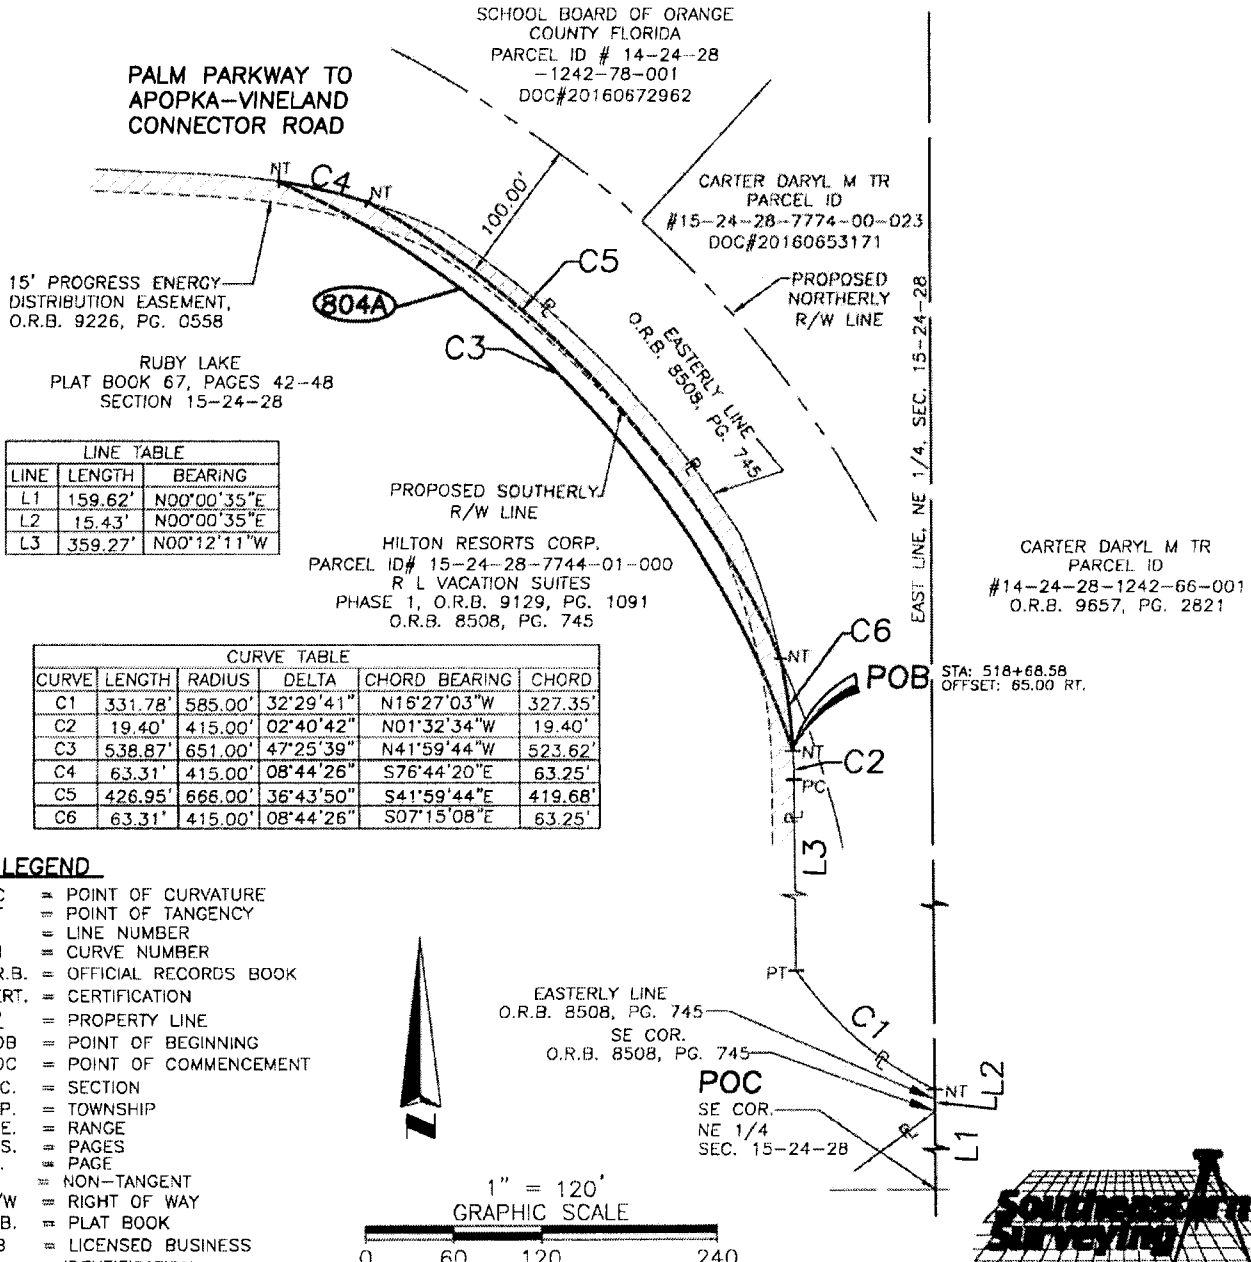 SCHOOL BOARD OF ORANGE
COUNTY FLORIDA
PARCEL ID # 14-24-28
-1242-78-001
DOC#20160672962
PALM PARKWAY TO
APOPKA-VINELAND
CONNECTOR ROAD
NT
C4
NT
100.00'
CARTER DARYL M TR
PARCEL ID
#15-24-28-7774-00-023
DOC#20160653171
C5
PROPOSED
NORTHERLY
R/W LINE
15' PROGRESS ENERGY
DISTRIBUTION EASEMENT,
O.R.B. 9226, PG. 0558
804A
C3
EASTERLY LINE
O.R.B. 8508, PG. 745
EAST LINE, NE 1/4, SEC. 15-24-28
RUBY LAKE
PLAT BOOK 67, PAGES 42-48
SECTION 15-24-28
LINE TABLE
LINE LENGTH BEARING
L1 159.62' N00°00'35"E
L2 15.43' N00°00'35"E
L3 359.27' N00°12'11"W
PROPOSED SOUTHERLY
R/W LINE
HILTON RESORTS CORP.
PARCEL ID# 15-24-28-7744-01-000
R L VACATION SUITES
PHASE 1, O.R.B. 9129, PG. 1091
O.R.B. 8508, PG. 745
CARTER DARYL M TR
PARCEL ID
#14-24-28-1242-66-001
O.R.B. 9657, PG. 2821
C6
NT
POB
STA: 518+68.58
OFFSET: 65.00 RT.
CURVE TABLE
CURVE LENGTH RADIUS DELTA CHORD BEARING CHORD
C1 331.78' 585.00' 32°29'41" N16°27'03"W 327.35'
C2 19.40' 415.00' 02°40'42" N01°32'34"W 19.40'
C3 538.87' 651.00' 47°25'39" N41°59'44"W 523.62'
C4 63.31' 415.00' 08°44'26" S76°44'20"E 63.25'
C5 426.95' 666.00' 36°43'50" S41°59'44"E 419.68'
C6 63.31' 415.00' 08°44'26" S07°15'08"E 63.25'
NT
C2
PC
L3
LEGEND
C = POINT OF CURVATURE
= POINT OF TANGENCY
= LINE NUMBER
= CURVE NUMBER
R.B. = OFFICIAL RECORDS BOOK
ERT. = CERTIFICATION
= PROPERTY LINE
OB = POINT OF BEGINNING
OC = POINT OF COMMENCEMENT
C. = SECTION
P. = TOWNSHIP
E. = RANGE
S. = PAGES
. = PAGE
= NON-TANGENT
/W = RIGHT OF WAY
B. = PLAT BOOK
B = LICENSED BUSINESS
PT
EASTERLY LINE
O.R.B. 8508, PG. 745
SE COR.
O.R.B. 8508, PG. 745
C1
NT
L2
POC
SE COR.
NE 1/4
SEC. 15-24-28
L1
1" = 120'
GRAPHIC SCALE
0 60 120 240
Southeastern
Surveying